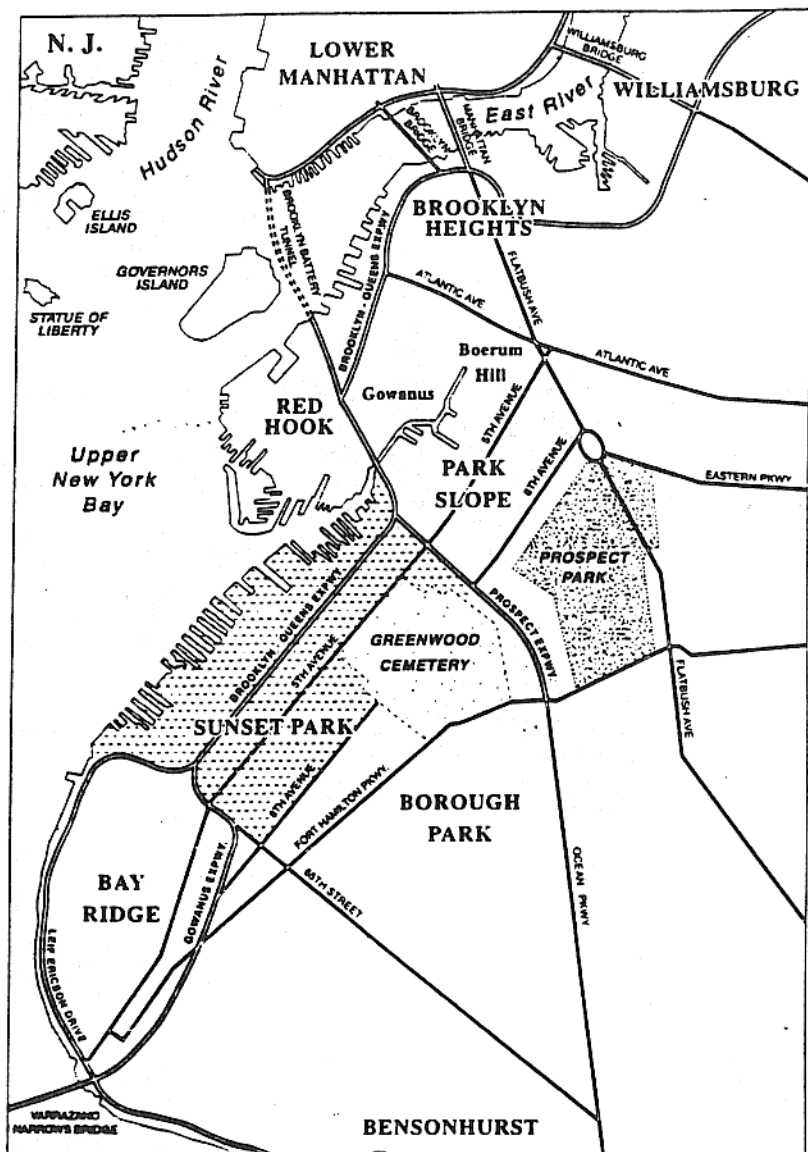 N. J.
LOWER
MANHATTAN
WILLIAMSBURG
BRIDGE
WILLIAMSBURG
East River
Hudson River
BROOKLYN
BRIDGE
MANHATTAN
BRIDGE
ELLIS
ISLAND
BROOKLYN BATTERY
TUNNEL
BROOKLYN
HEIGHTS
GOVERNORS
ISLAND
STATUE OF
LIBERTY
BROOKLYN - QUEENS EXPWY
FLATBUSH AVE
ATLANTIC AVE
Boerum
Hill
ATLANTIC AVE
RED
HOOK
Gowanus
5TH AVENUE
8TH AVENUE
Upper
New York
Bay
PARK
SLOPE
EASTERN PKWY
PROSPECT
PARK
BROOKLYN QUEENS EXPWY
5TH AVENUE
GREENWOOD
CEMETERY
PROSPECT EXPWY
FLATBUSH AVE
SUNSET PARK
8TH AVENUE
FORT HAMILTON PKWY.
BOROUGH
PARK
BAY
RIDGE
GOWANUS EXPWY.
65TH STREET
OCEAN PKWY
LEIF ERICSON DRIVE
VARRAZANO
NARROWS BRIDGE
BENSONHURST